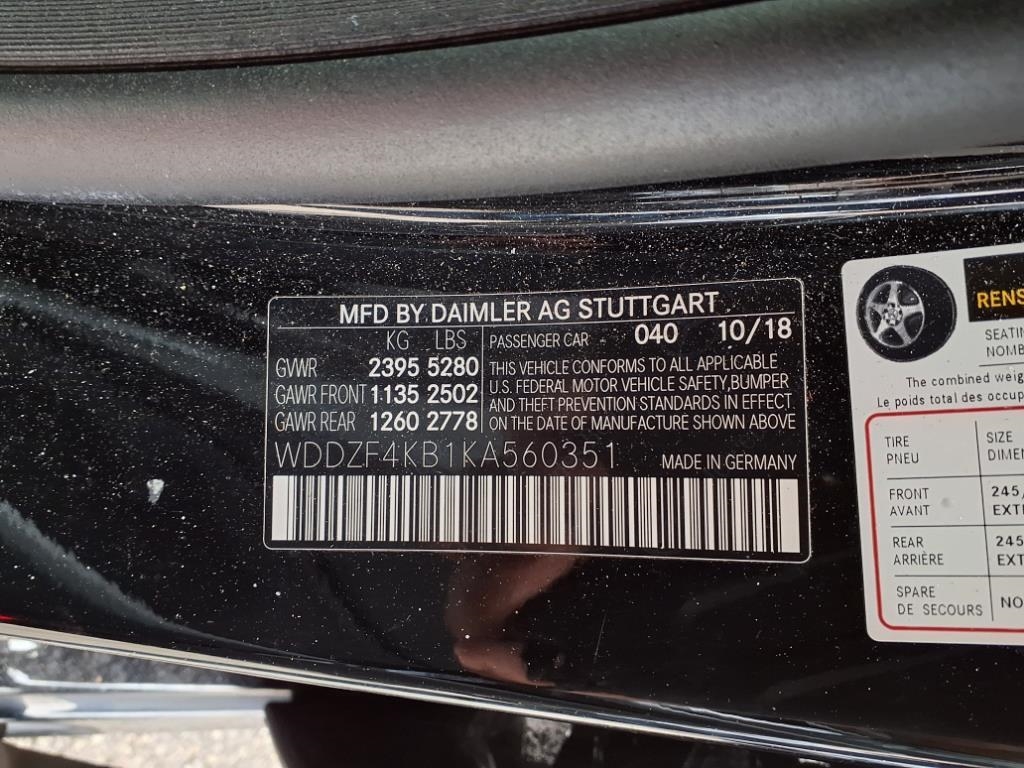 MFD BY DAIMLER AG STUTTGART
KG LBS
GVWR 2395 5280
GAWR FRONT 1135 2502
GAWR REAR 1260 2778
PASSENGER CAR - 040 10/18
THIS VEHICLE CONFORMS TO ALL APPLICABLE
U.S. FEDERAL MOTOR VEHICLE SAFETY, BUMPER
AND THEFT PREVENTION STANDARDS IN EFFECT
ON THE DATE OF MANUFACTURE SHOWN ABOVE
WDDZF4KB1KA560351 MADE IN GERMANY
RENS
SEATIN
NOMB
The combined weig
Le poids total des occup
TIRE SIZE
PNEU DIMEN
FRONT 245/
AVANT EXT
REAR 245
ARRIÈRE EXT
SPARE
DE SECOURS NO